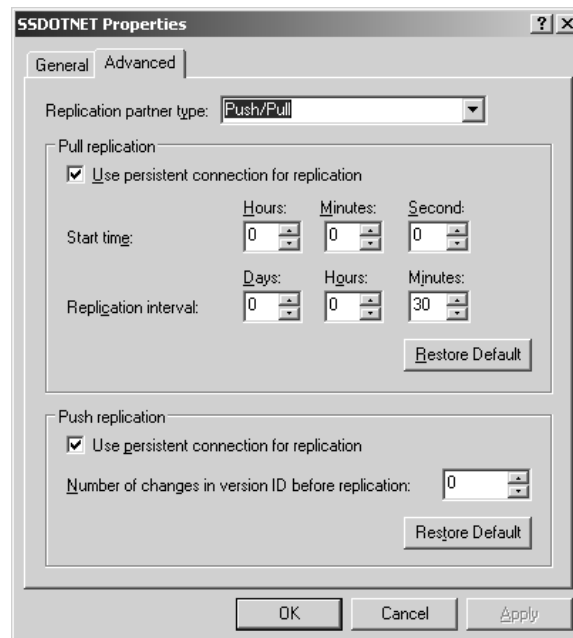 SSDOTNET Properties
General Advanced
Replication partner type: Push/Pull
Pull replication
Use persistent connection for replication
Hours: Minutes: Second:
Start time: 0 0 0
Days: Hours: Minutes:
Replication interval: 0 0 30
Restore Default
Push replication
Use persistent connection for replication
Number of changes in version ID before replication: 0
Restore Default
OK Cancel Apply